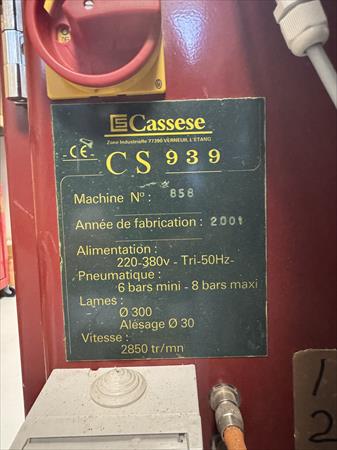 Cassese
Zone Industrielle 77390 VERNEUIL L'ETANG
CE
CS 939
Machine N° : 858
Année de fabrication : 2001
Alimentation :
220-380v - Tri-50Hz-
Pneumatique :
6 bars mini - 8 bars maxi
Lames :
Ø 300
Alésage Ø 30
Vitesse :
2850 tr/mn
1
2